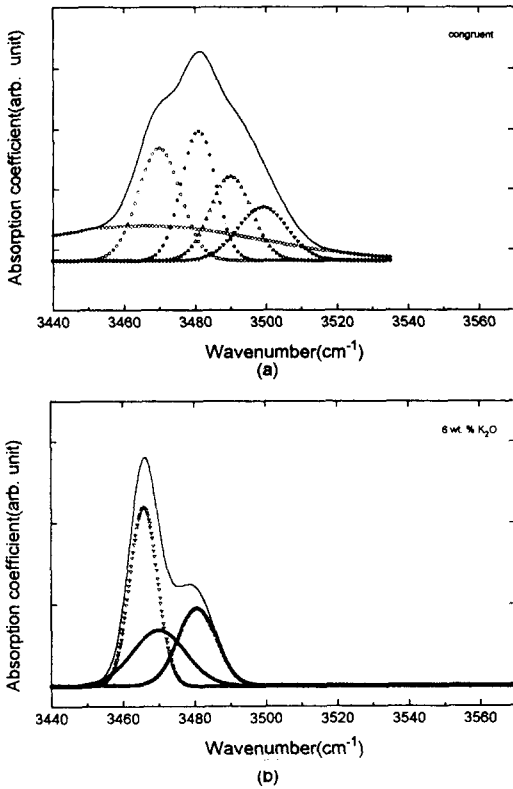 Absorption coefficient(arb. unit)
congruent
3440 3460 3480 3500 3520 3540 3560
Wavenumber(cm⁻¹)
(a)
Absorption coefficient(arb. unit)
6 wt. % K₂O
3440 3460 3480 3500 3520 3540 3560
Wavenumber(cm⁻¹)
(b)